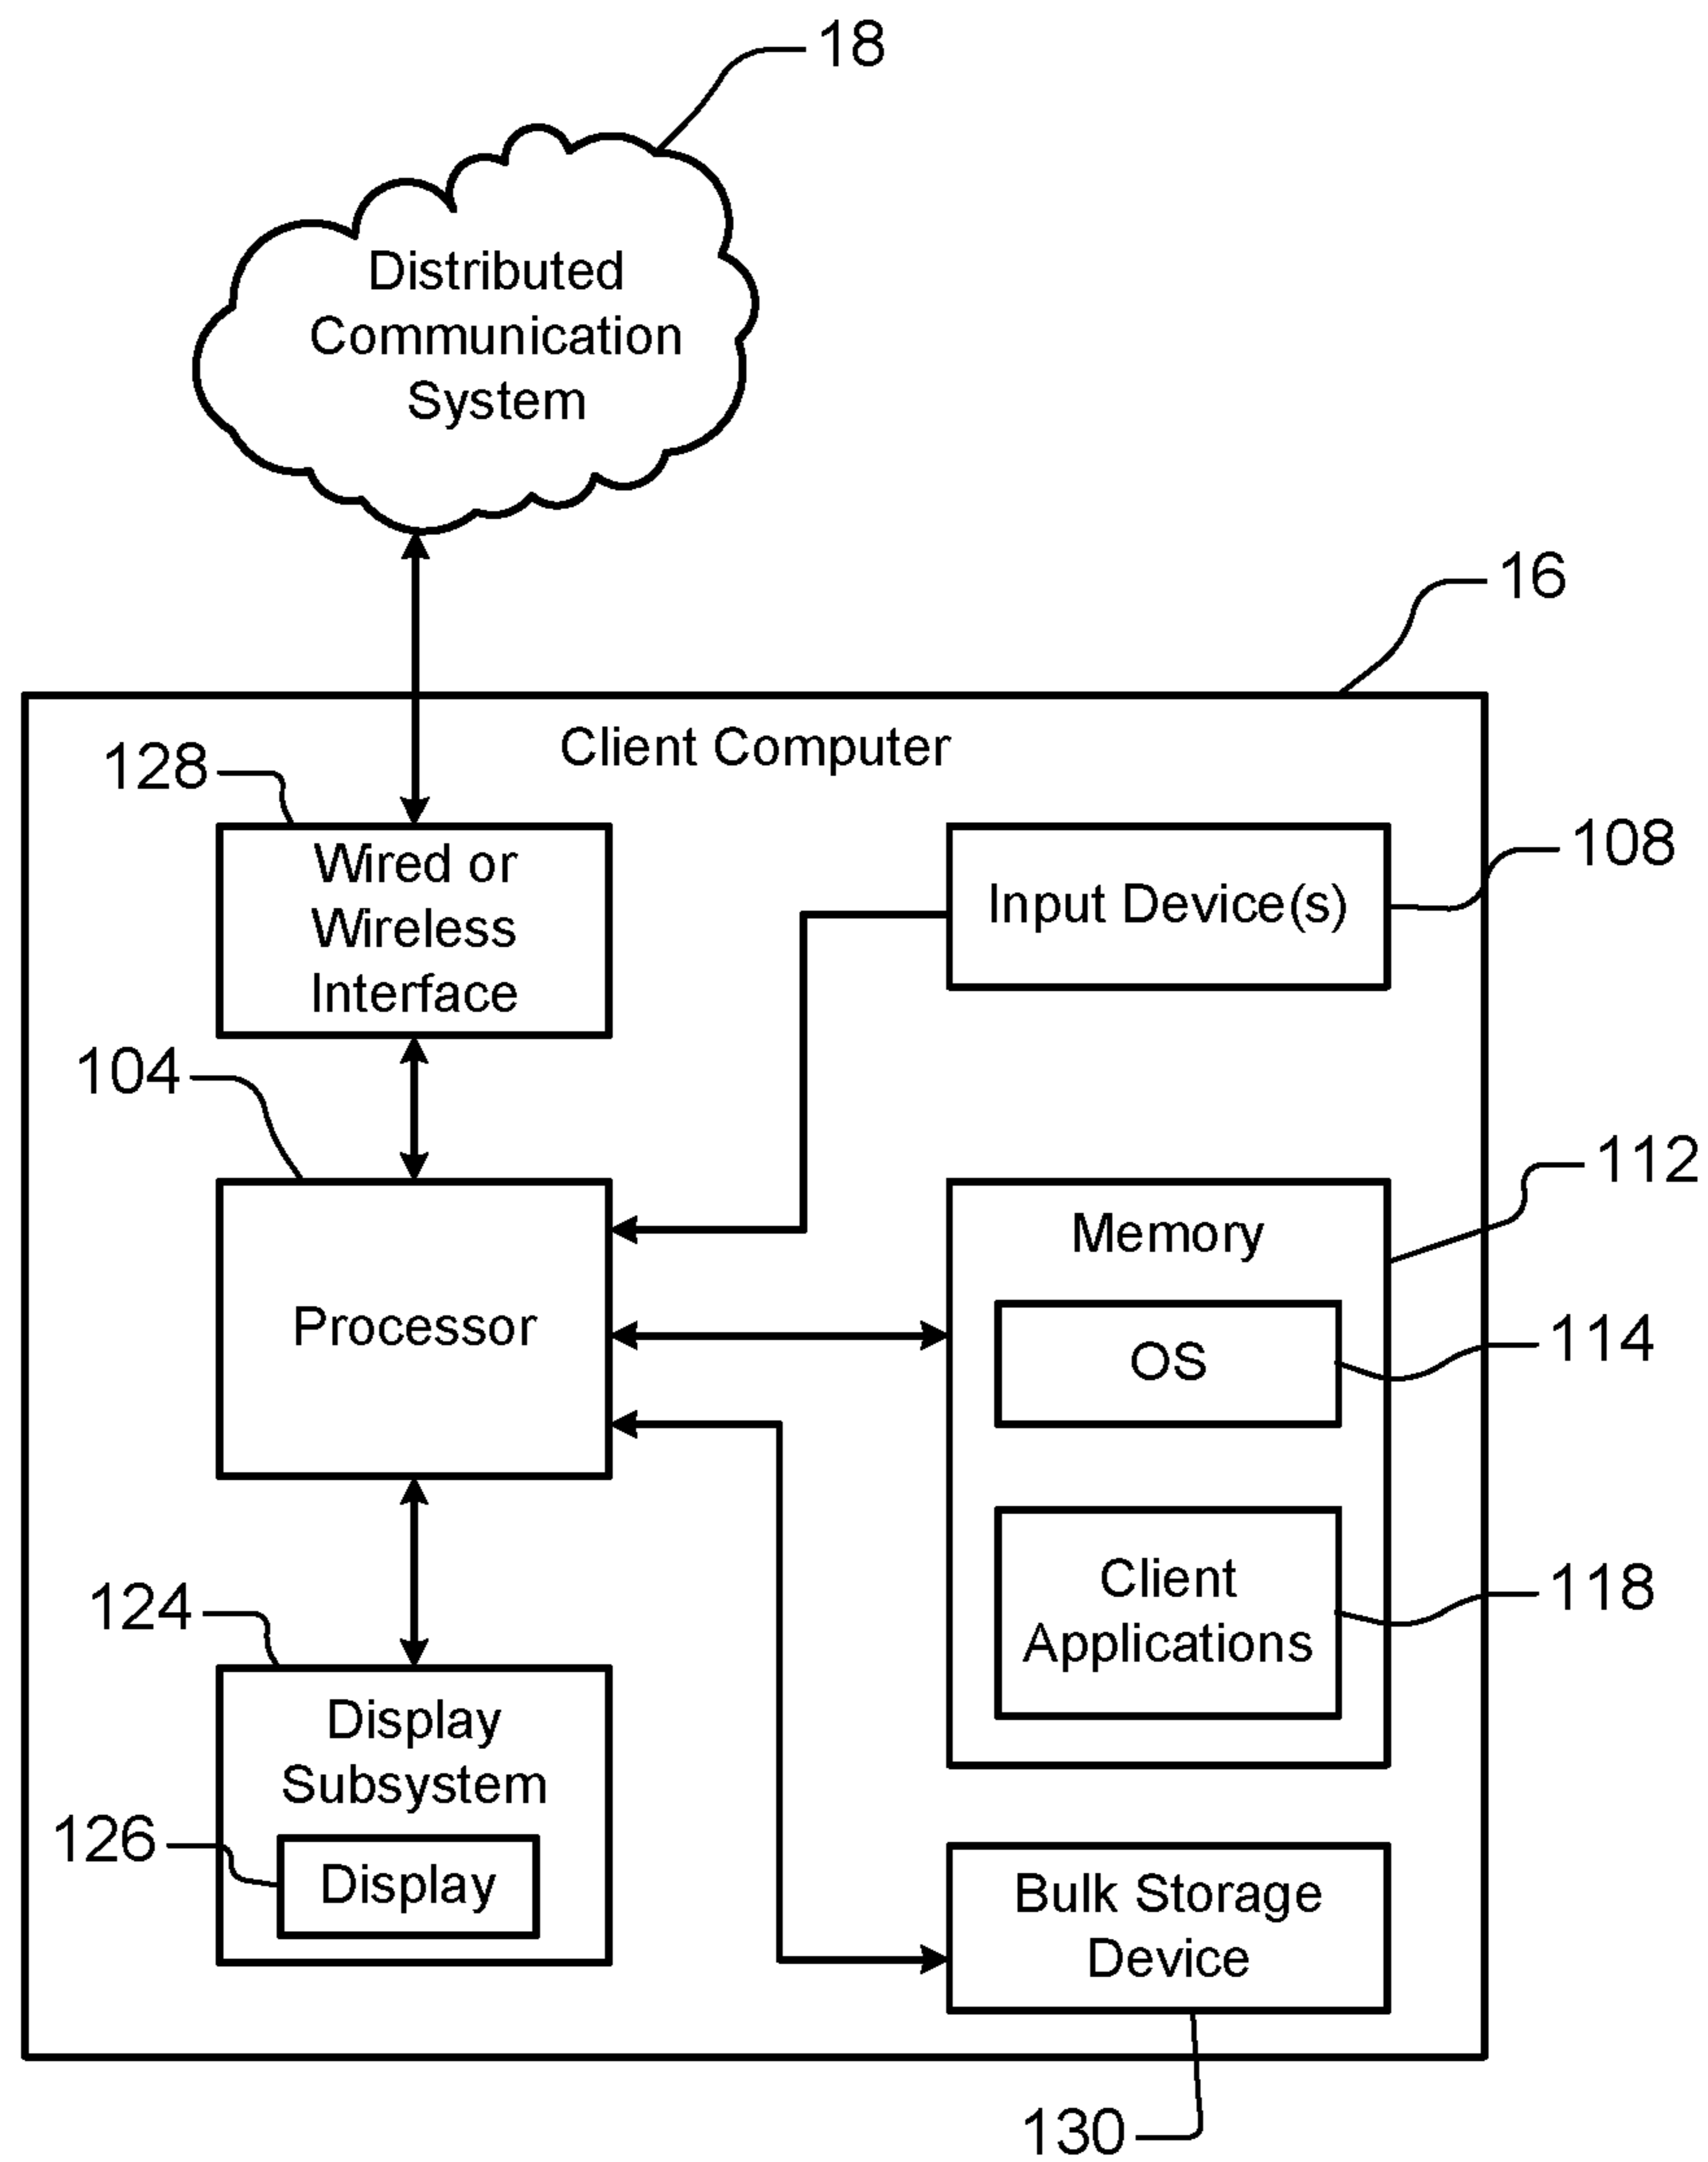 18
Distributed
Communication
System
16
Client Computer
128
Wired or
Wireless
Interface
Input Device(s)
108
104
Processor
Memory
112
OS
114
Client
Applications
118
124
Display
Subsystem
126
Display
Bulk Storage
Device
130